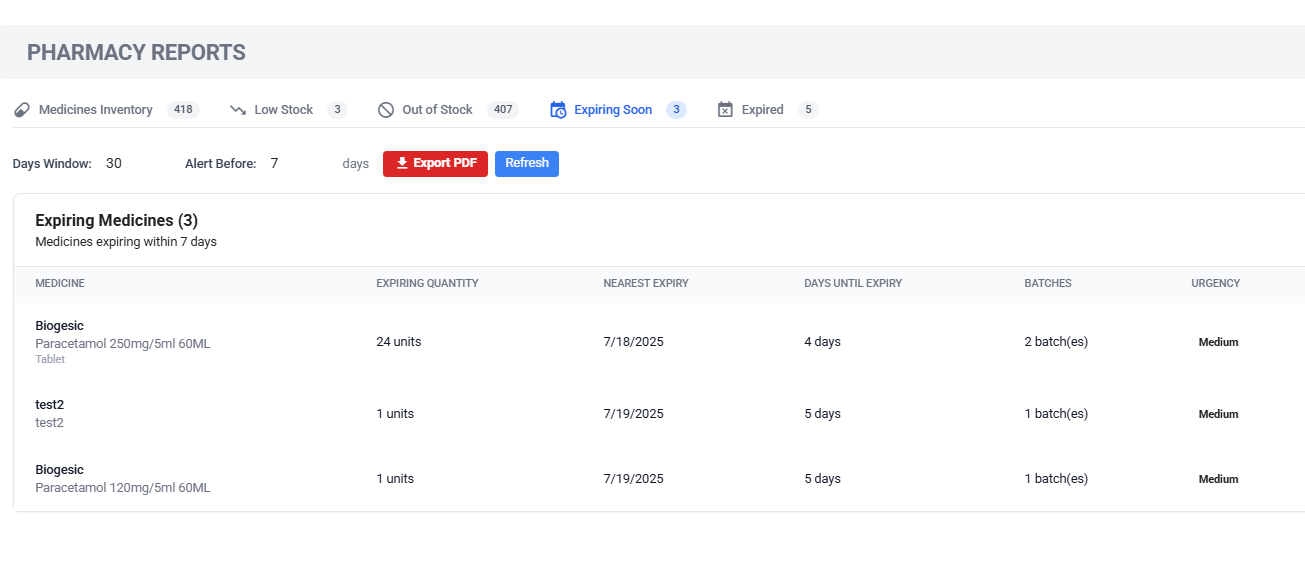 PHARMACY REPORTS
Medicines Inventory 418 Low Stock 3 Out of Stock 407 Expiring Soon 3 Expired 5
Days Window: 30 Alert Before: 7 days Export PDF Refresh
Expiring Medicines (3)
Medicines expiring within 7 days
MEDICINE EXPIRING QUANTITY NEAREST EXPIRY DAYS UNTIL EXPIRY BATCHES URGENCY
Biogesic
Paracetamol 250mg/5ml 60ML
Tablet
24 units 7/18/2025 4 days 2 batch(es) Medium
test2
test2
1 units 7/19/2025 5 days 1 batch(es) Medium
Biogesic
Paracetamol 120mg/5ml 60ML
1 units 7/19/2025 5 days 1 batch(es) Medium